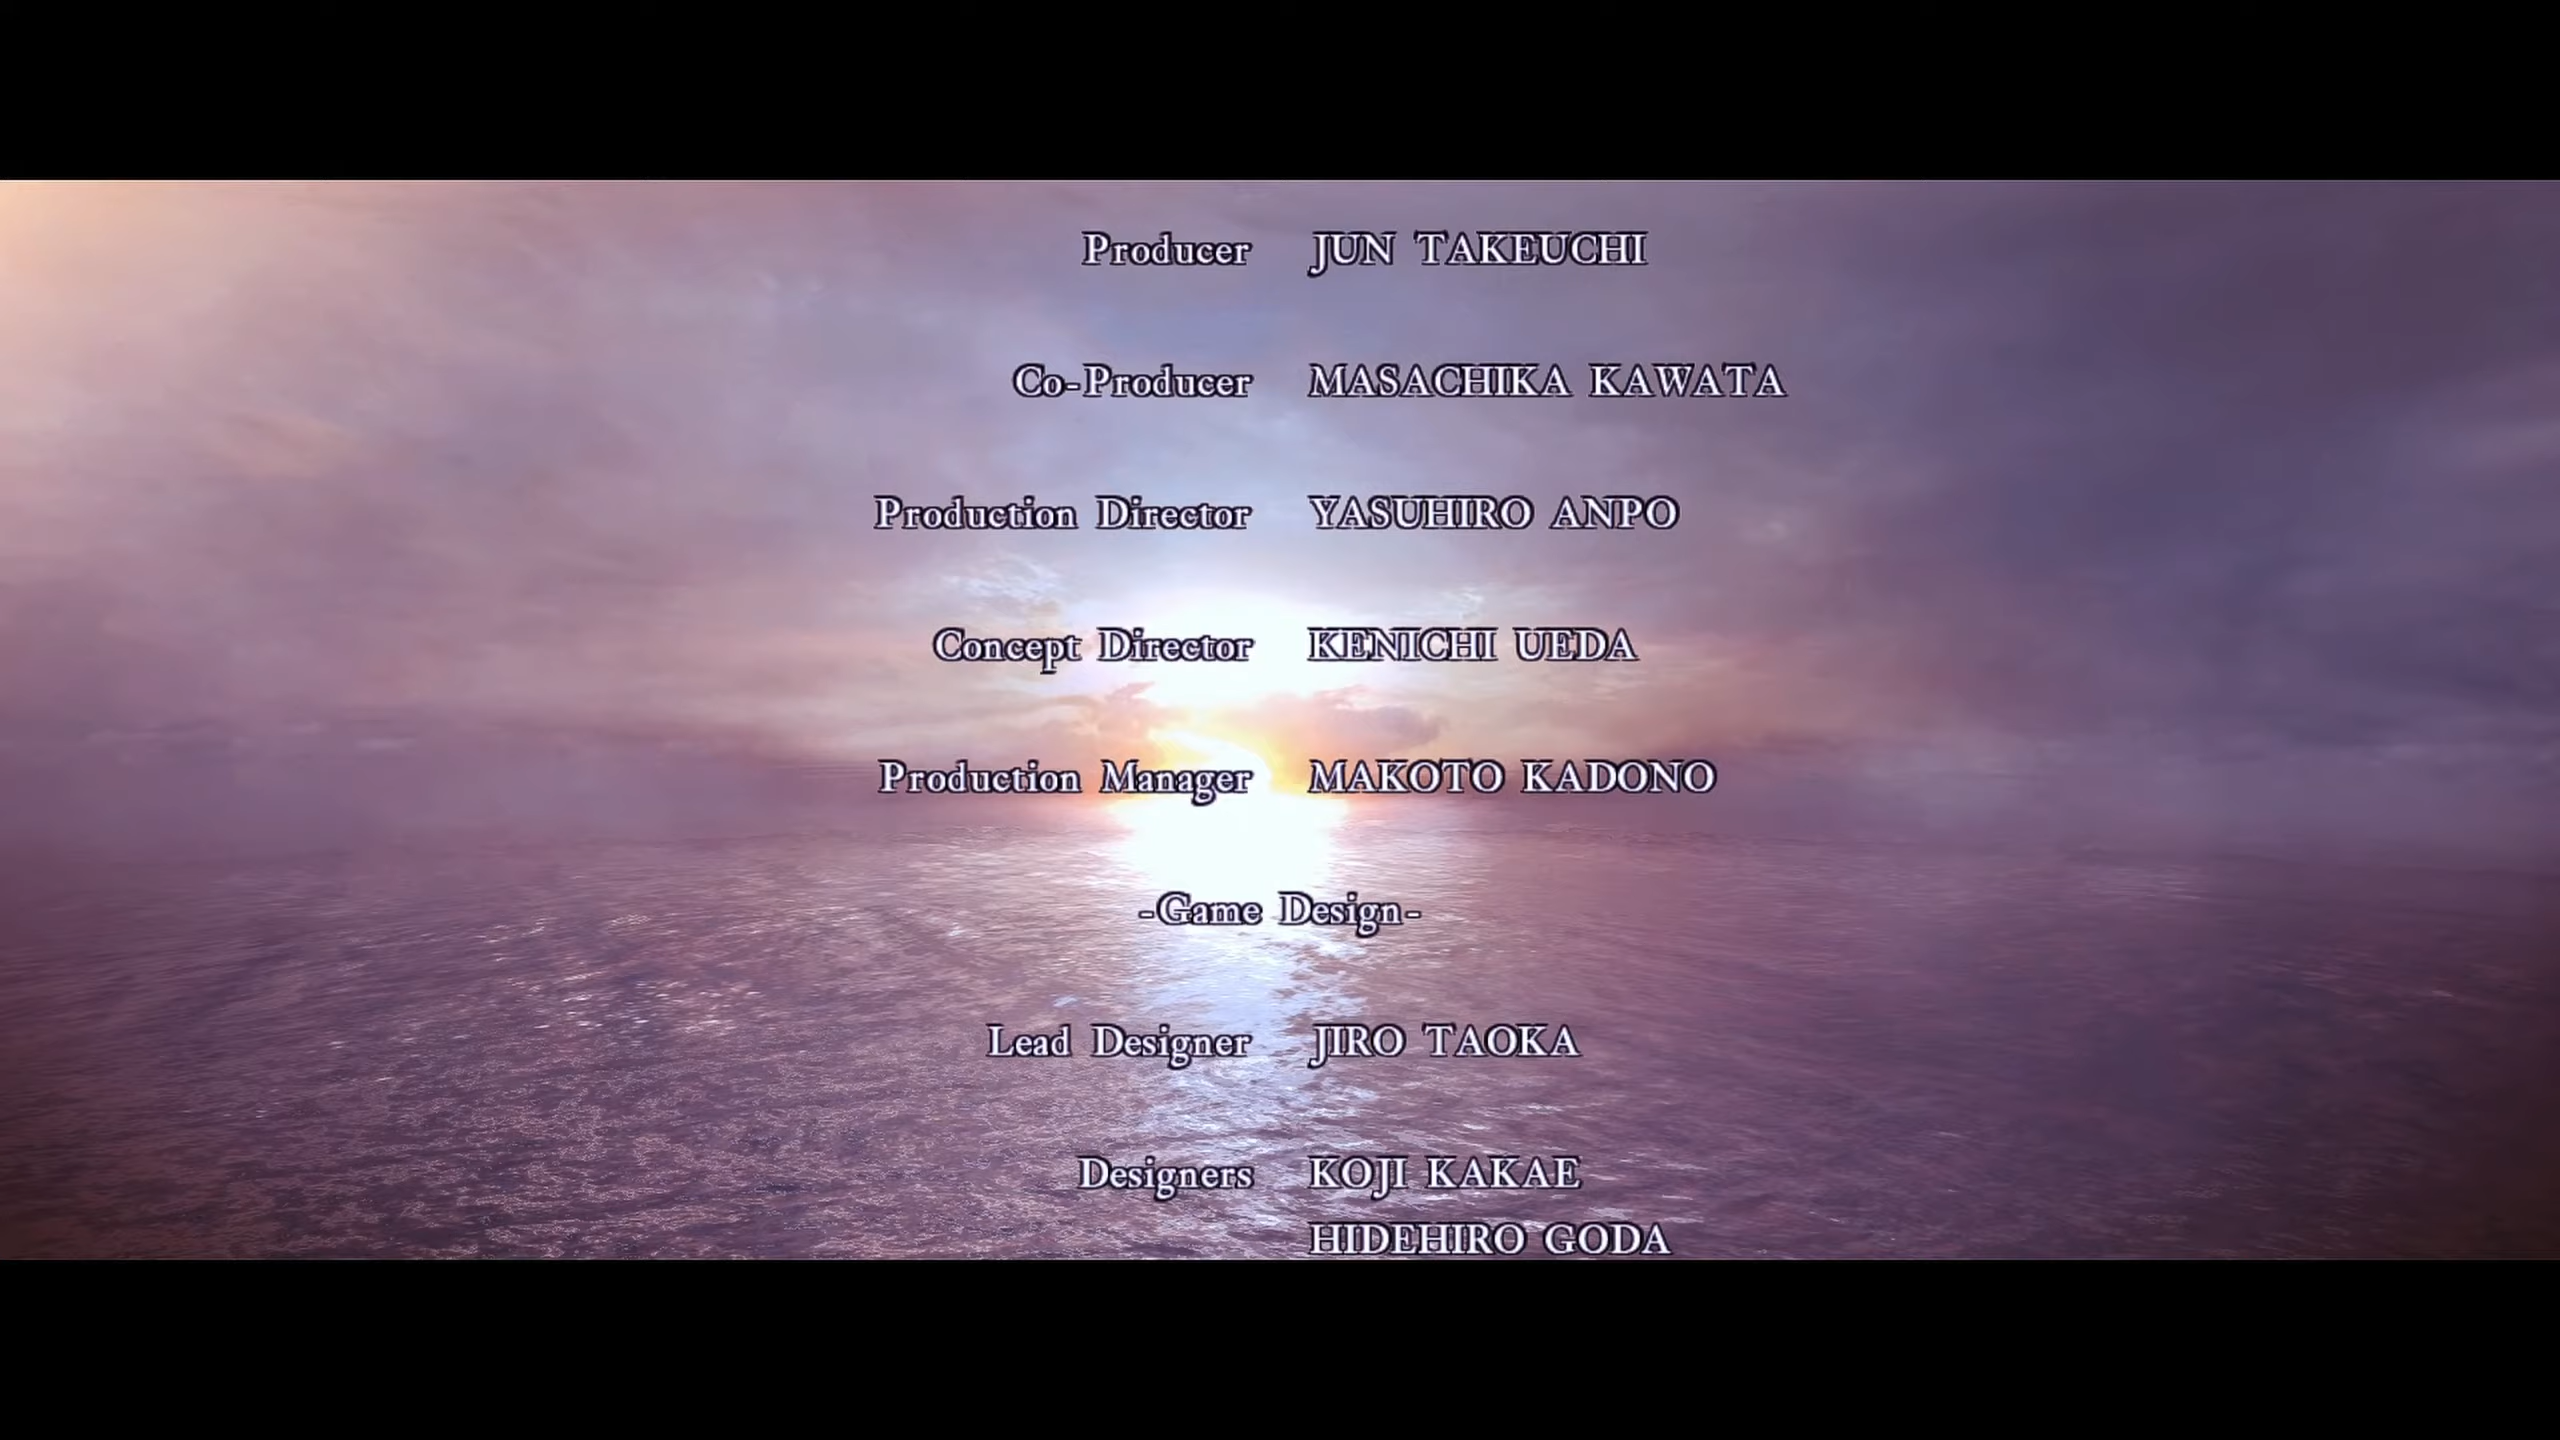 Producer JUN TAKEUCHI
Co-Producer MASACHIKA KAWATA
Production Director YASUHIRO ANPO
Concept Director KENICHI UEDA
Production Manager MAKOTO KADONO
-Game Design-
Lead Designer JIRO TAOKA
Designers KOJI KAKAE
HIDEHIRO GODA